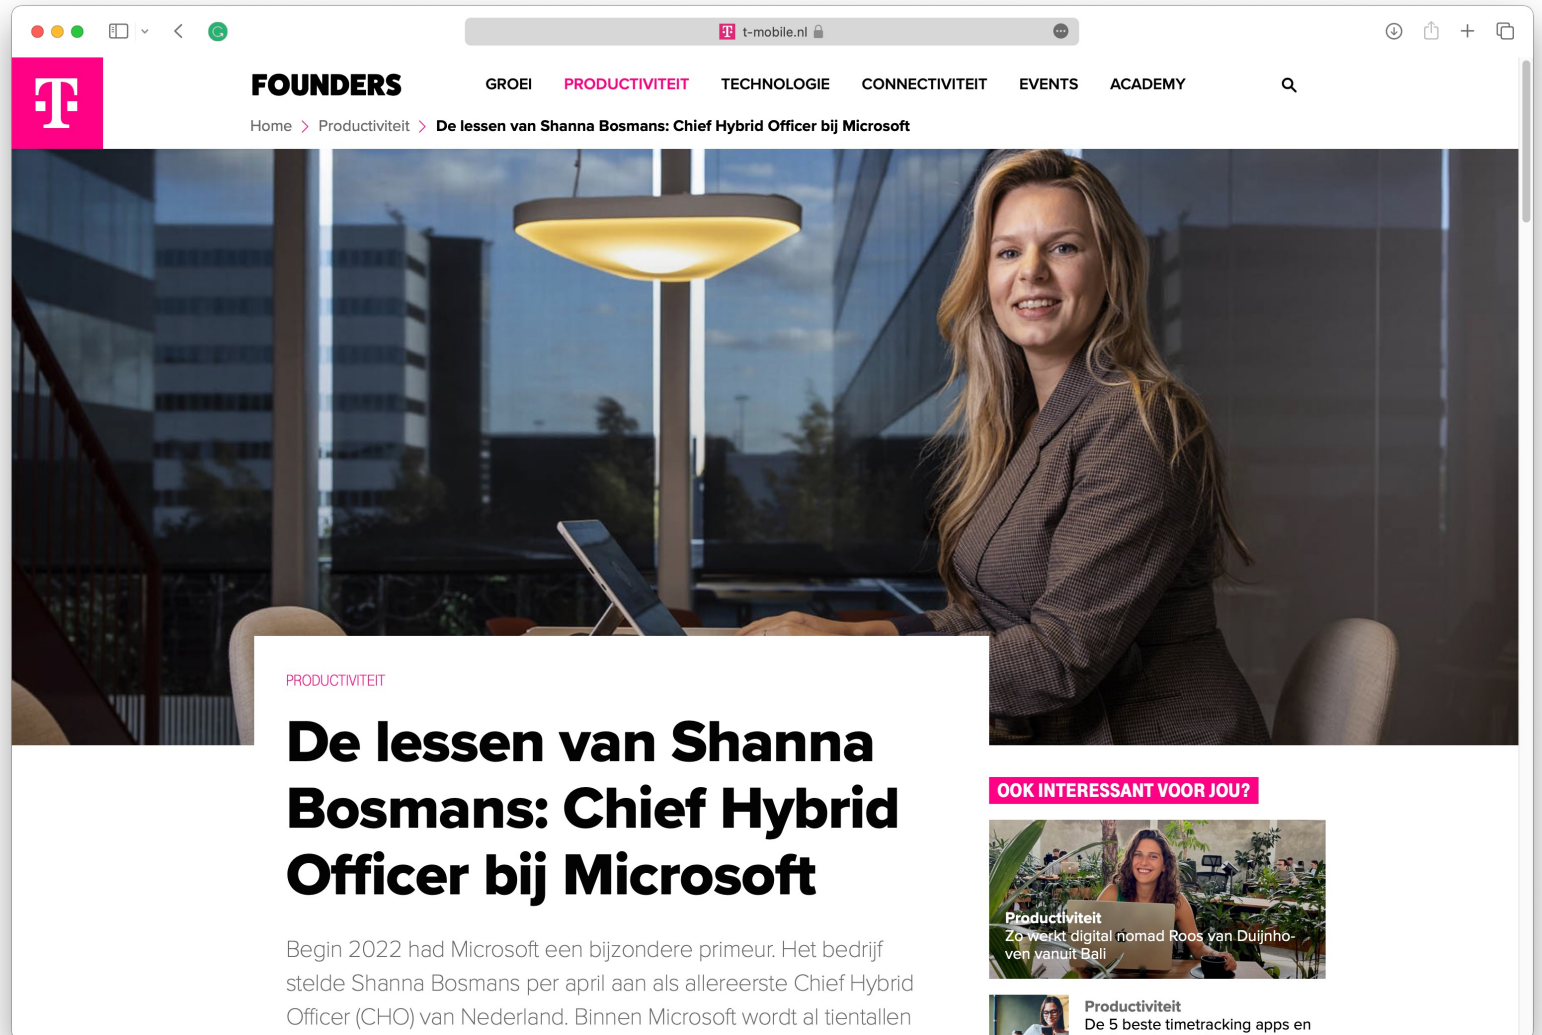 t-mobile.nl
FOUNDERS
GROEI PRODUCTIVITEIT TECHNOLOGIE CONNECTIVITEIT EVENTS ACADEMY
Home > Productiviteit > De lessen van Shanna Bosmans: Chief Hybrid Officer bij Microsoft
PRODUCTIVITEIT
De lessen van Shanna
Bosmans: Chief Hybrid
Officer bij Microsoft
Begin 2022 had Microsoft een bijzondere primeur. Het bedrijf
stelde Shanna Bosmans per april aan als allereerste Chief Hybrid
Officer (CHO) van Nederland. Binnen Microsoft wordt al tientallen
OOK INTERESSANT VOOR JOU?
Productiviteit
Zo werkt digital nomad Roos van Duijnho-
ven vanuit Bali
Productiviteit
De 5 beste timetracking apps en